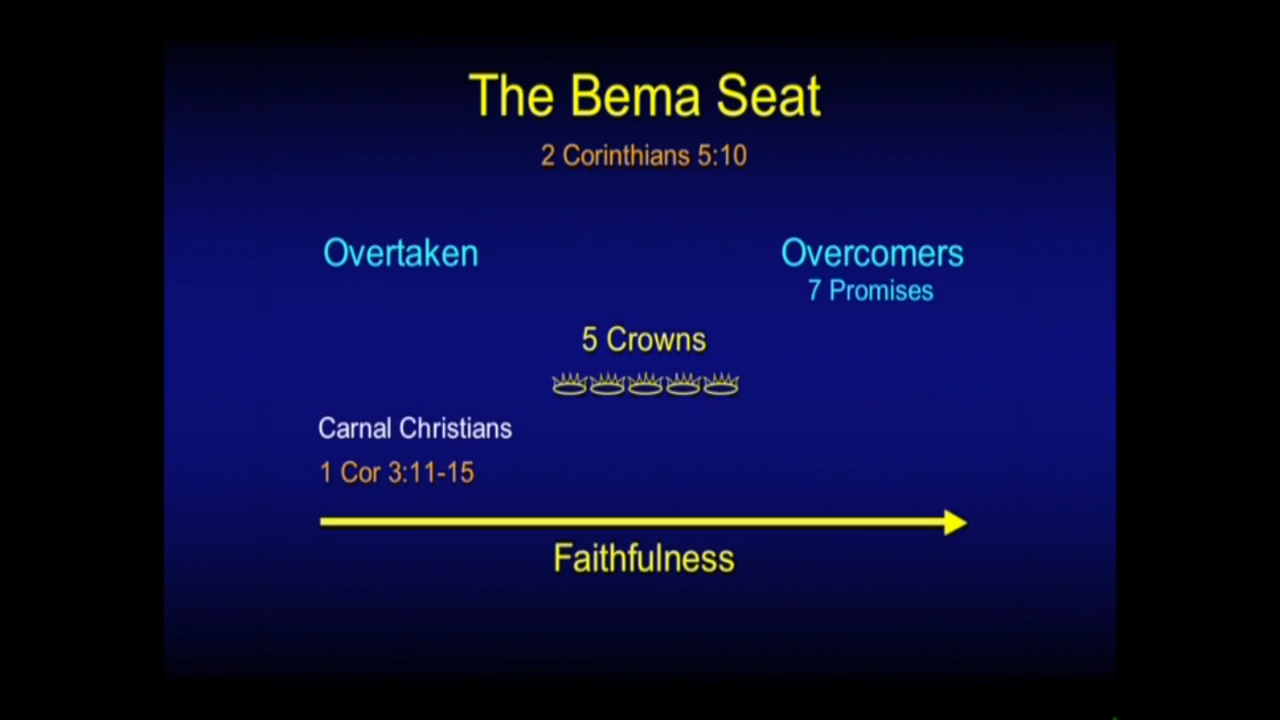 The Bema Seat
2 Corinthians 5:10
Overtaken
Overcomers
7 Promises
5 Crowns
Carnal Christians
1 Cor 3:11-15
Faithfulness